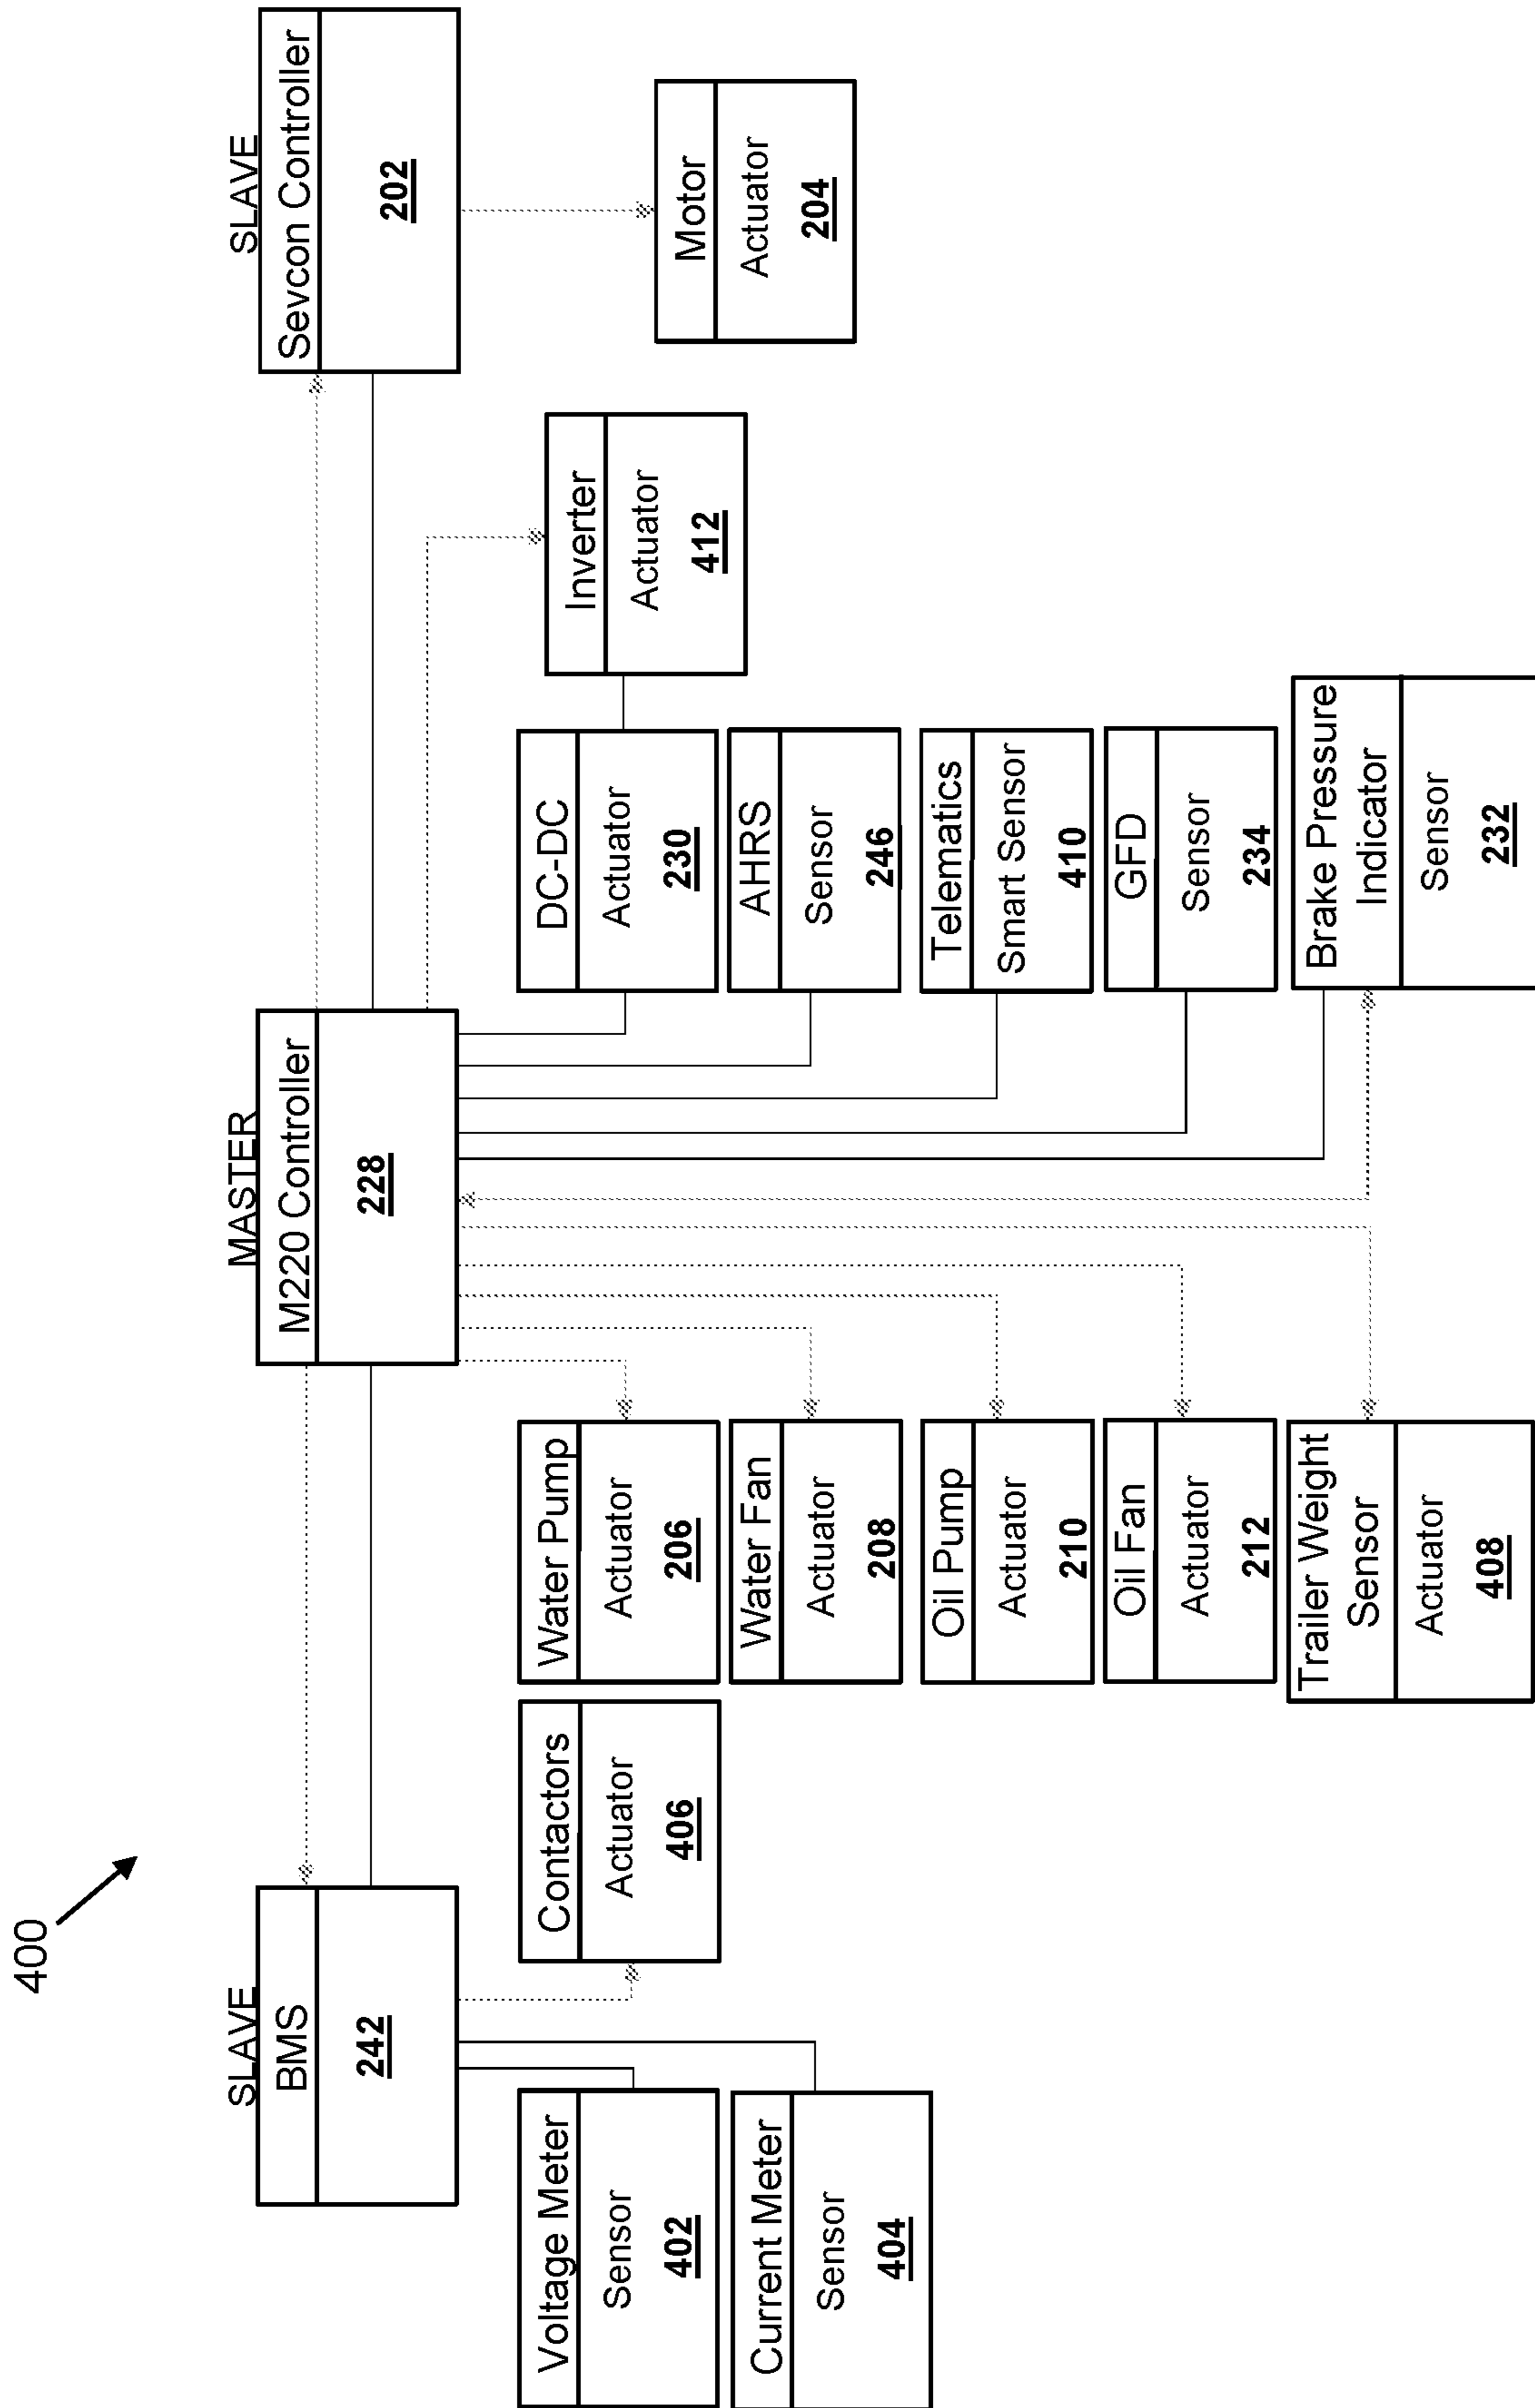 400
SLAVE
BMS
242
MASTER
M220 Controller
228
SLAVE
Sevcon Controller
202
Voltage Meter
Sensor
402
Current Meter
Sensor
404
Contactors
Actuator
406
Water Pump
Actuator
206
Water Fan
Actuator
208
Oil Pump
Actuator
210
Oil Fan
Actuator
212
Trailer Weight
Sensor
Actuator
408
DC-DC
Actuator
230
AHRS
Sensor
246
Telematics
Smart Sensor
410
GFD
Sensor
234
Brake Pressure
Indicator
Sensor
232
Inverter
Actuator
412
Motor
Actuator
204